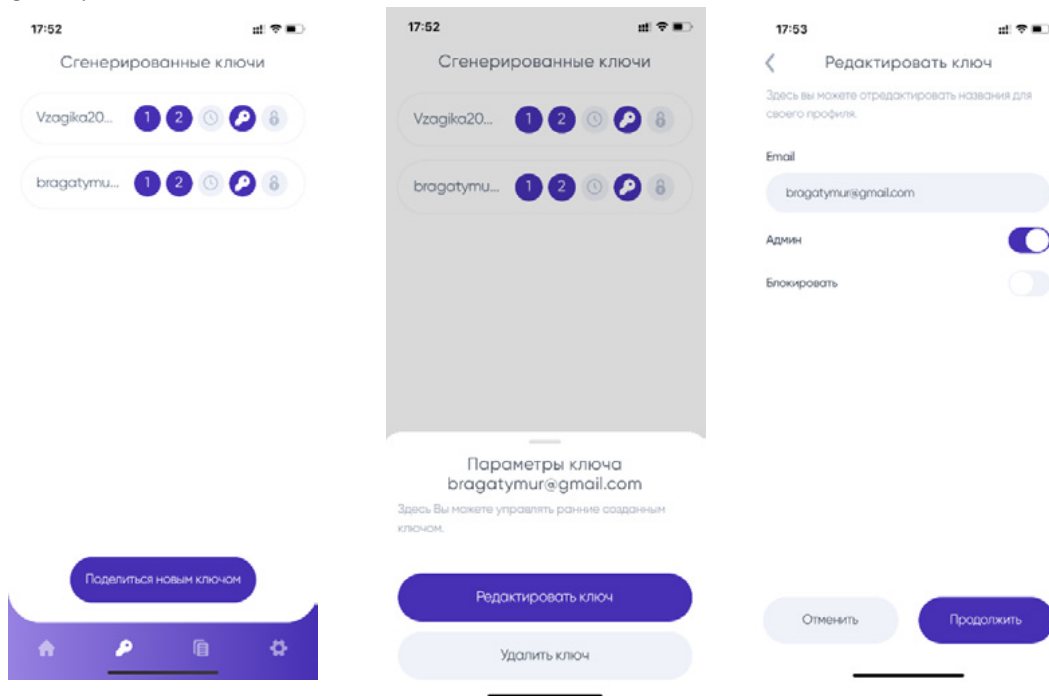 17:52
Сгенерированные ключи
Vzagika20... 1 2
bragatymu... 1 2
Поделиться новым ключом
17:52
Сгенерированные ключи
Vzagika20... 1 2
bragatymu... 1 2
Параметры ключа
bragatymur@gmail.com
Здесь Вы можете управлять ранние созданным
ключом.
Редактировать ключ
Удалить ключ
17:53
Редактировать ключ
Здесь вы можете отредактировать названия для
своего профиля.
Email
bragatymur@gmail.com
Админ
Блокировать
Отменить
Продолжить